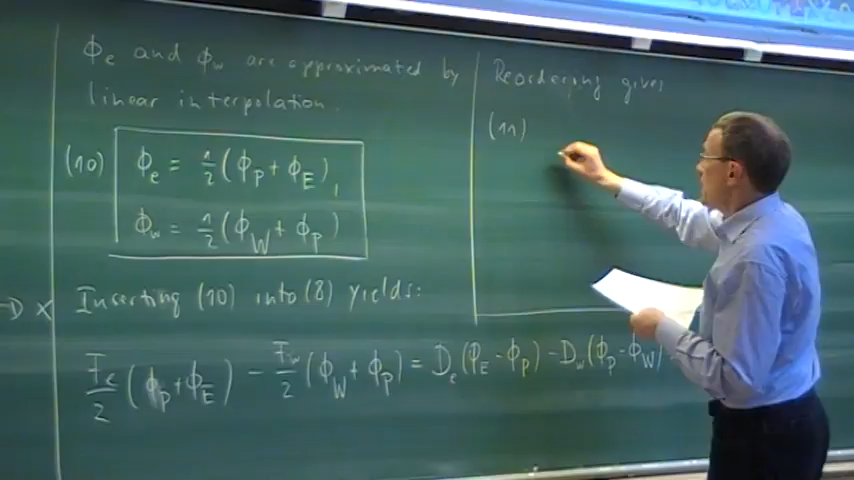 ϕe and ϕw are approximated by
linear interpolation.
(10) ϕe = 1/2 (ϕP + ϕE),
ϕw = 1/2 (ϕW + ϕP)
→ X Inserting (10) into (8) yields:
Fe/2 (ϕP + ϕE) - Fw/2 (ϕW + ϕP) = De (ϕE - ϕP) - Dw (ϕP - ϕW)
Reordering gives
(11)